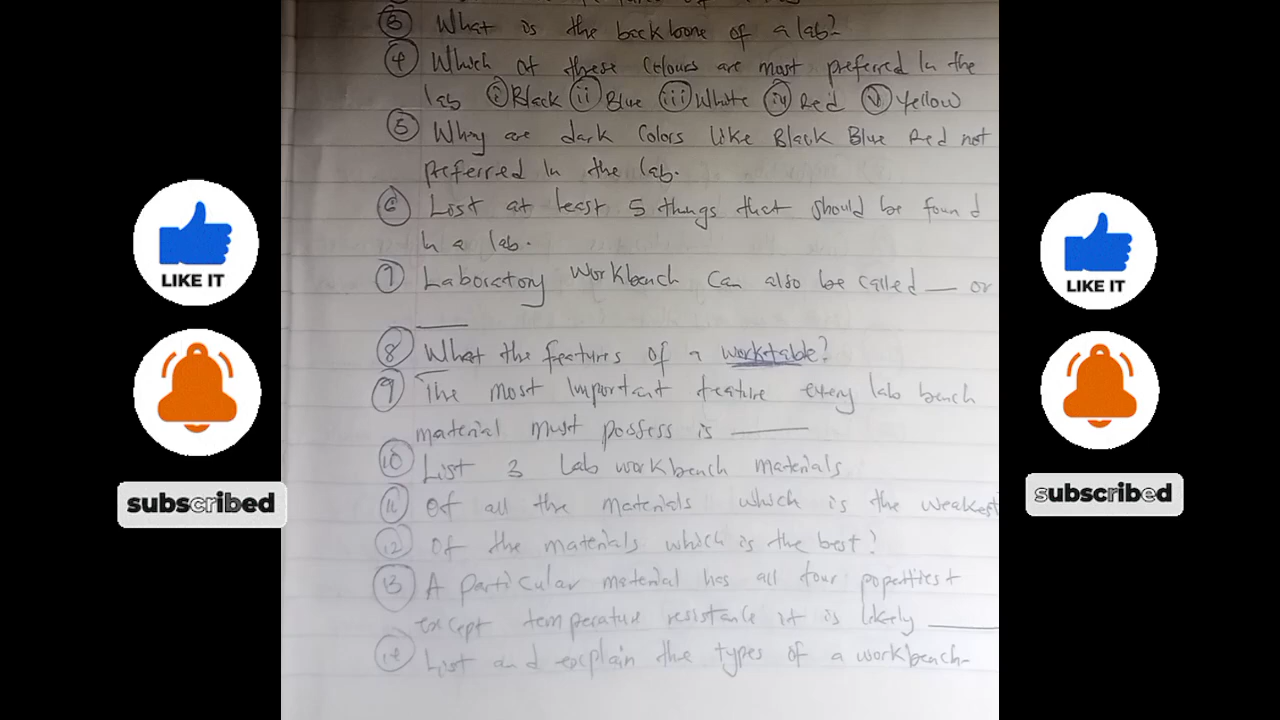 ③ What is the backbone of a lab?
④ Which of these Colours are most preferred In the
lab ⓘ Black ⓘⓘ Blue ⓘⓘⓘ White ⓘⓥ Red ⓥ Yellow
⑤ Why are dark Colors like Black Blue Red not
preferred In the lab.
⑥ List at least 5 things that should be found
In a lab.
LIKE IT
LIKE IT
⑦ Laboratory Workbench Can also be called __ or
____
⑧ What the features of a worktable?
⑨ The most Important feature every lab bench
material must possess is ____
⑩ List 3 Lab workbench materials
subscribed
subscribed
⑪ Of all the materials which is the weakest
⑫ Of the materials which is the best?
⑬ A particular material has all four poperties t
except temperature resistance it is likely ____
⑭ List and explain the types of a workbench-